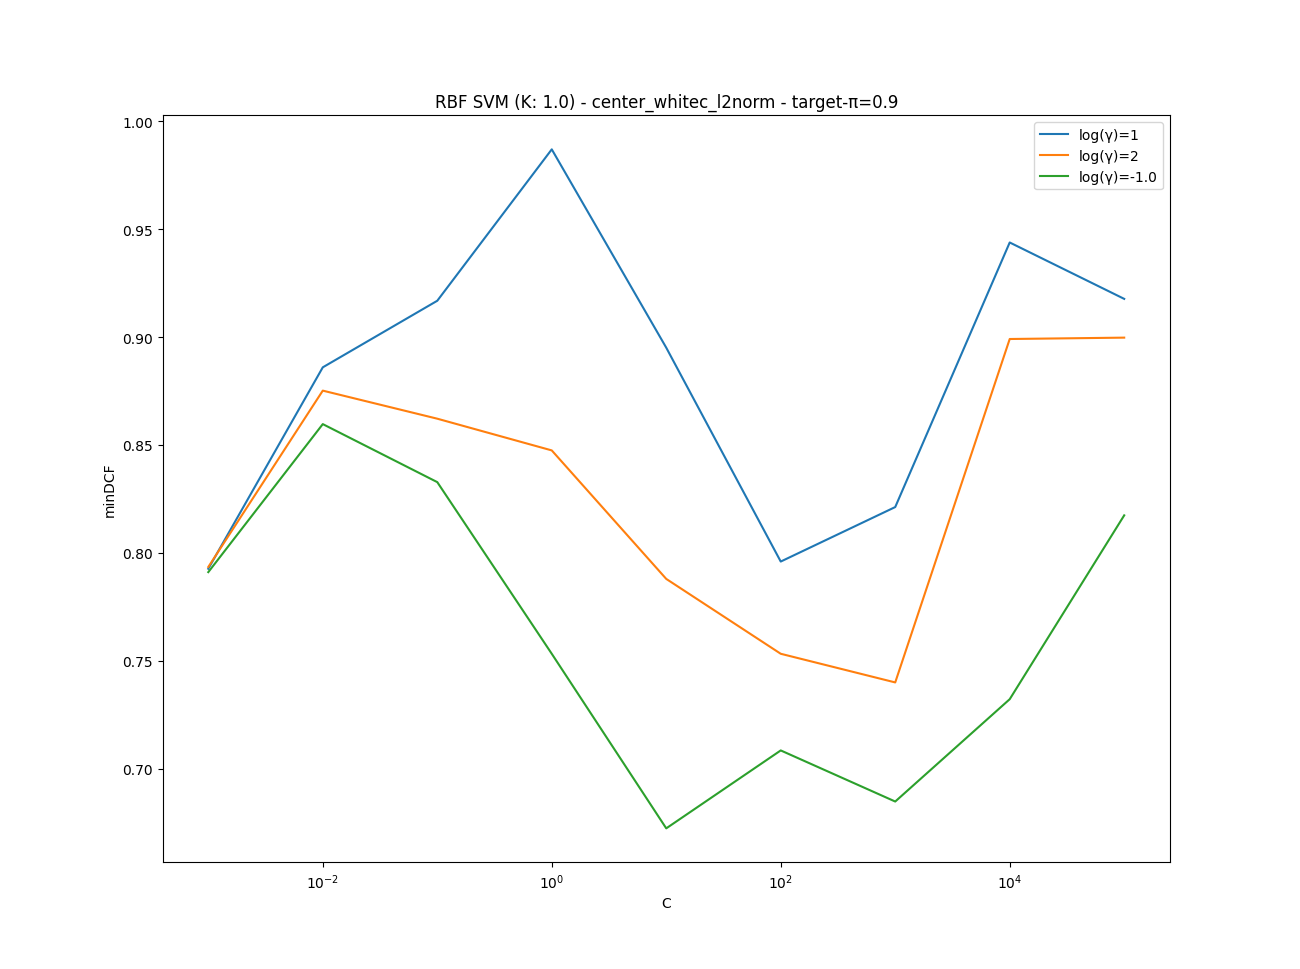 RBF SVM (K: 1.0) - center_whitec_l2norm - target-π=0.9
1.00
0.95
0.90
0.85
0.80
0.75
0.70
minDCF
log(γ)=1
log(γ)=2
log(γ)=-1.0
10⁻² 10⁰ 10² 10⁴
C